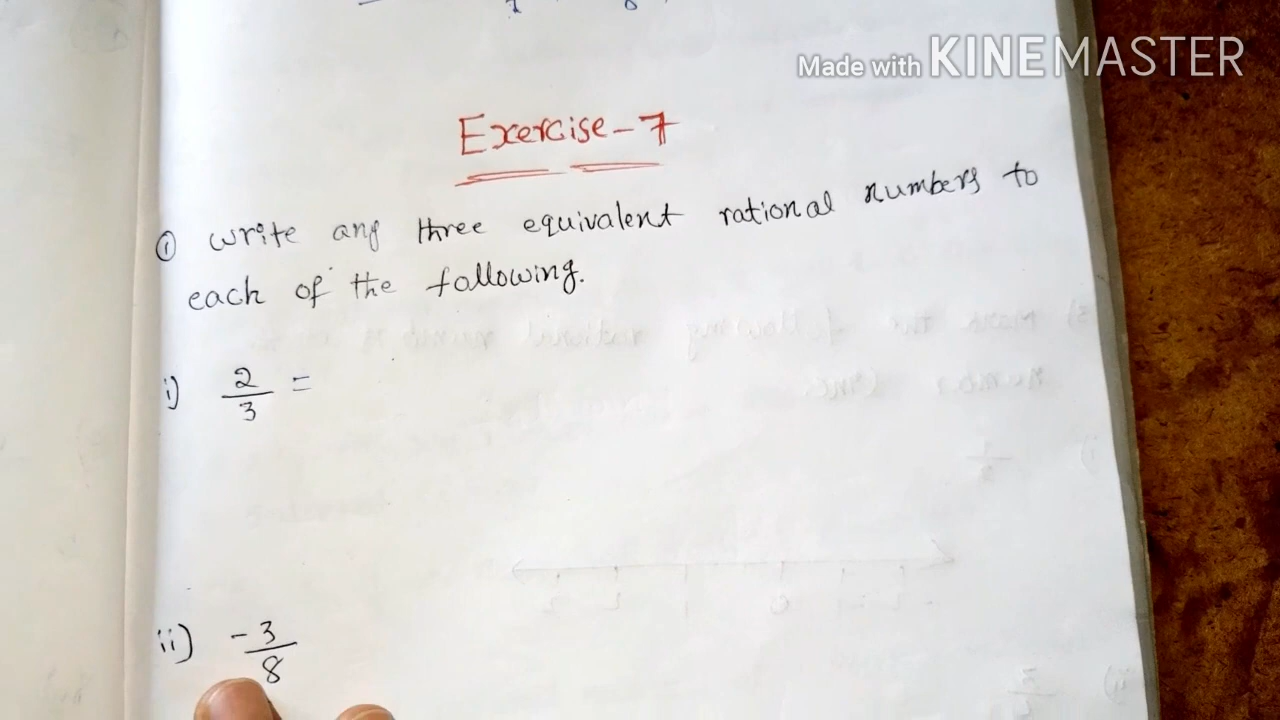 Made with KINEMASTER
Exercise-7
① write any three equivalent rational numbers to
each of the following.
i) 2/3 =
ii) -3/8